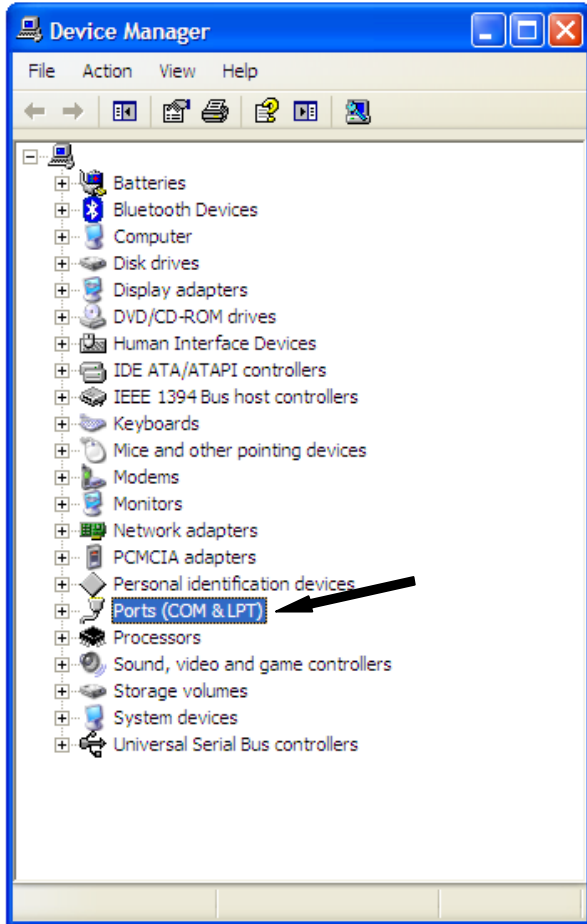 Device Manager
File Action View Help
Batteries
Bluetooth Devices
Computer
Disk drives
Display adapters
DVD/CD-ROM drives
Human Interface Devices
IDE ATA/ATAPI controllers
IEEE 1394 Bus host controllers
Keyboards
Mice and other pointing devices
Modems
Monitors
Network adapters
PCMCIA adapters
Personal identification devices
Ports (COM & LPT)
Processors
Sound, video and game controllers
Storage volumes
System devices
Universal Serial Bus controllers